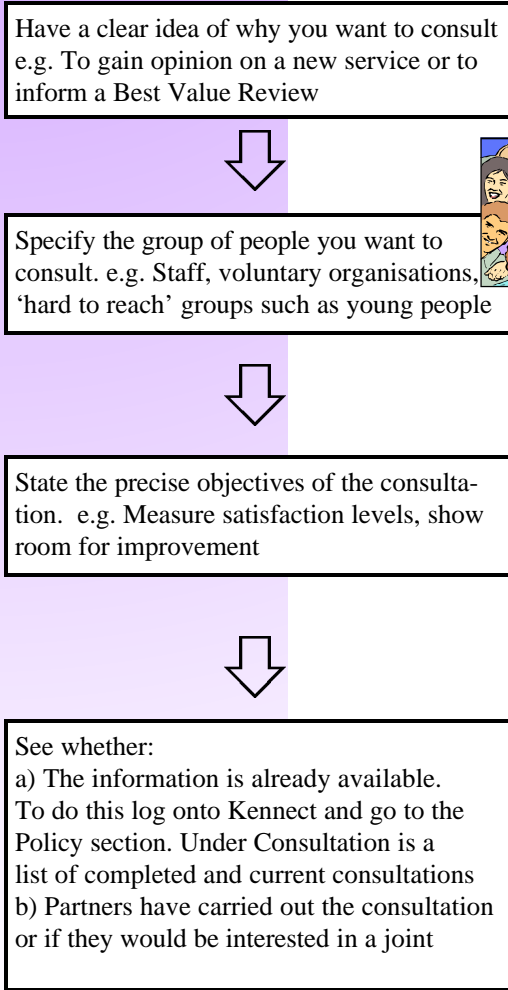 Have a clear idea of why you want to consult
e.g. To gain opinion on a new service or to
inform a Best Value Review
Specify the group of people you want to
consult. e.g. Staff, voluntary organisations,
‘hard to reach’ groups such as young people
State the precise objectives of the consulta-
tion.  e.g. Measure satisfaction levels, show
room for improvement
See whether:
a) The information is already available.
To do this log onto Kennect and go to the
Policy section. Under Consultation is a
list of completed and current consultations
b) Partners have carried out the consultation
or if they would be interested in a joint